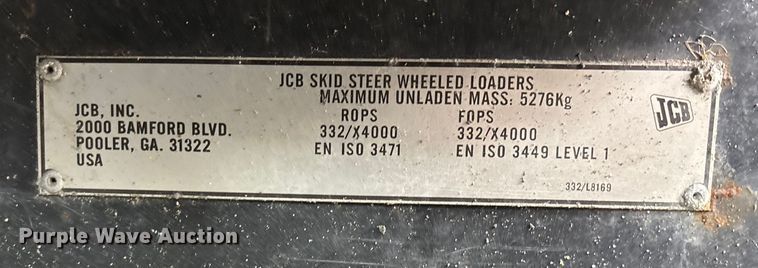 JCB SKID STEER WHEELED LOADERS
MAXIMUM UNLADEN MASS: 5276Kg
JCB, INC.
2000 BAMFORD BLVD.
POOLER, GA. 31322
USA
ROPS
332/X4000
EN ISO 3471
FOPS
332/X4000
EN ISO 3449 LEVEL 1
JCB
332/L8169
Purple Wave Auction